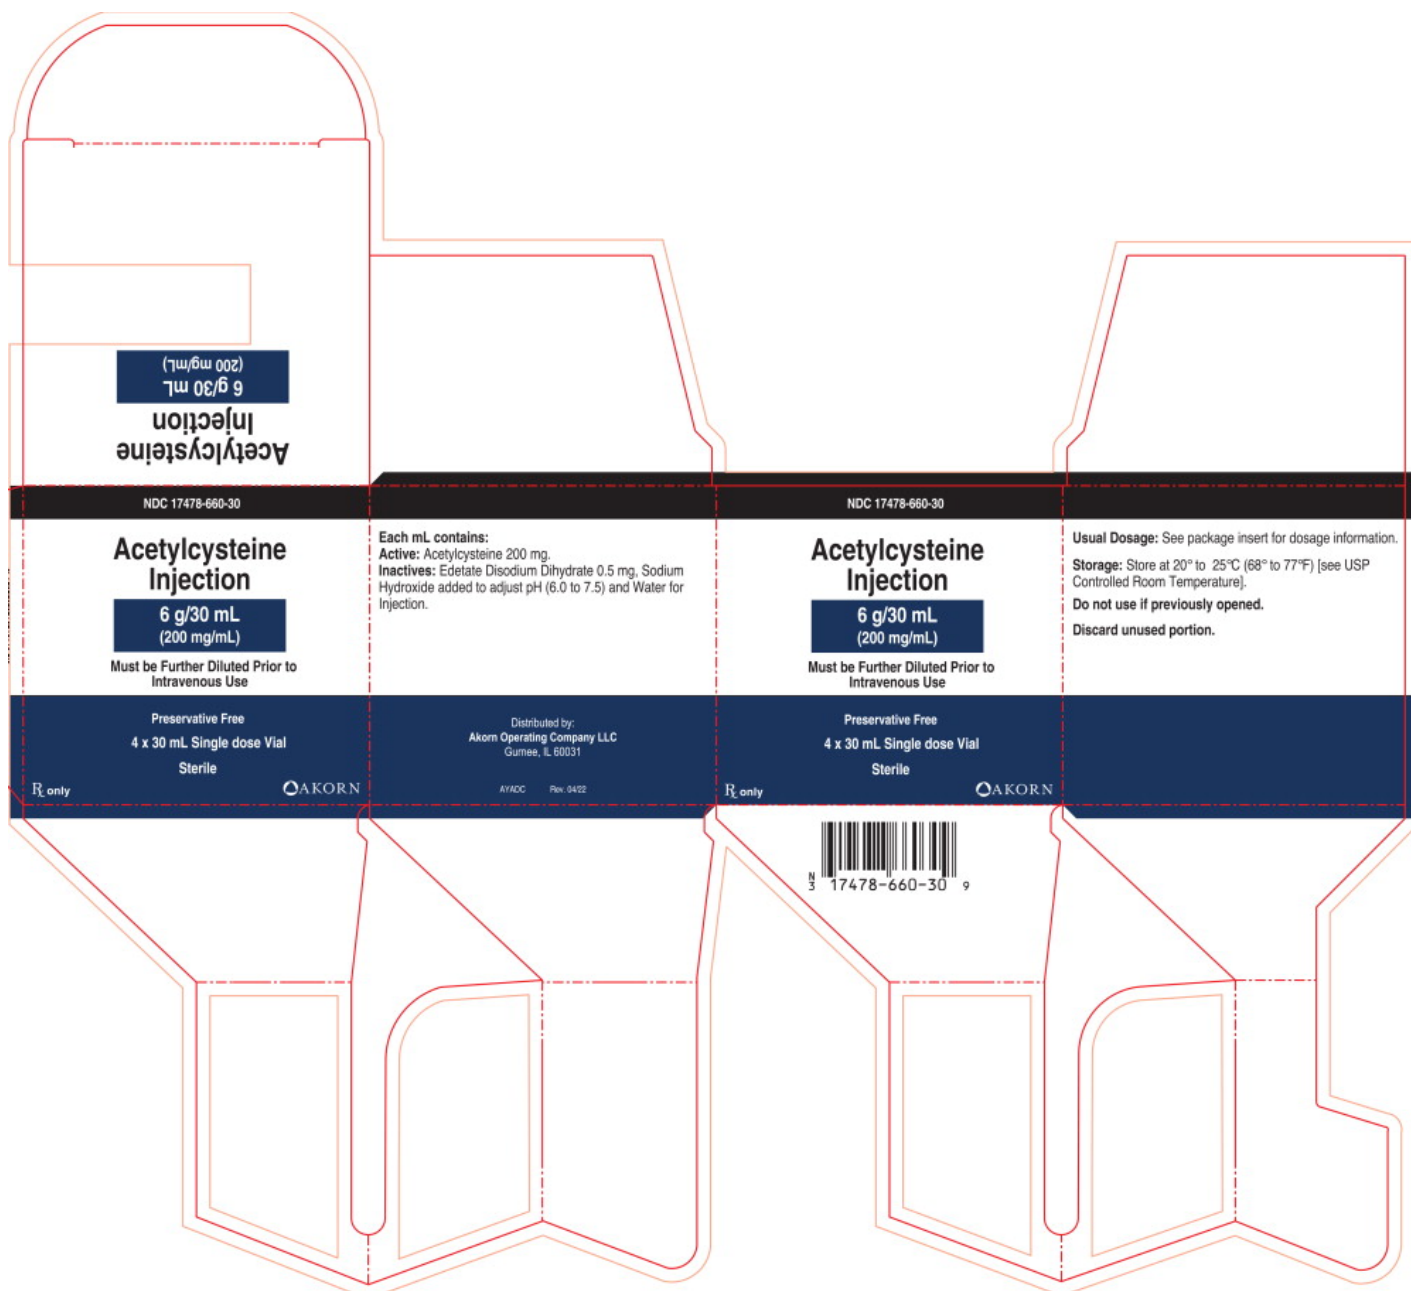 6 g/30 mL
(200 mg/mL)
Acetylcysteine
Injection
NDC 17478-660-30
Acetylcysteine
Injection
6 g/30 mL
(200 mg/mL)
Must be Further Diluted Prior to
Intravenous Use
Preservative Free
4 x 30 mL Single dose Vial
Sterile
Rx only
AKORN
Each mL contains:
Active: Acetylcysteine 200 mg.
Inactives: Edetate Disodium Dihydrate 0.5 mg, Sodium
Hydroxide added to adjust pH (6.0 to 7.5) and Water for
Injection.
Distributed by:
Akorn Operating Company LLC
Gurnee, IL 60031
AYADC Rev. 04/22
NDC 17478-660-30
Acetylcysteine
Injection
6 g/30 mL
(200 mg/mL)
Must be Further Diluted Prior to
Intravenous Use
Preservative Free
4 x 30 mL Single dose Vial
Sterile
Rx only
AKORN
N
3 17478-660-30 9
Usual Dosage: See package insert for dosage information.
Storage: Store at 20° to 25°C (68° to 77°F) [see USP
Controlled Room Temperature].
Do not use if previously opened.
Discard unused portion.